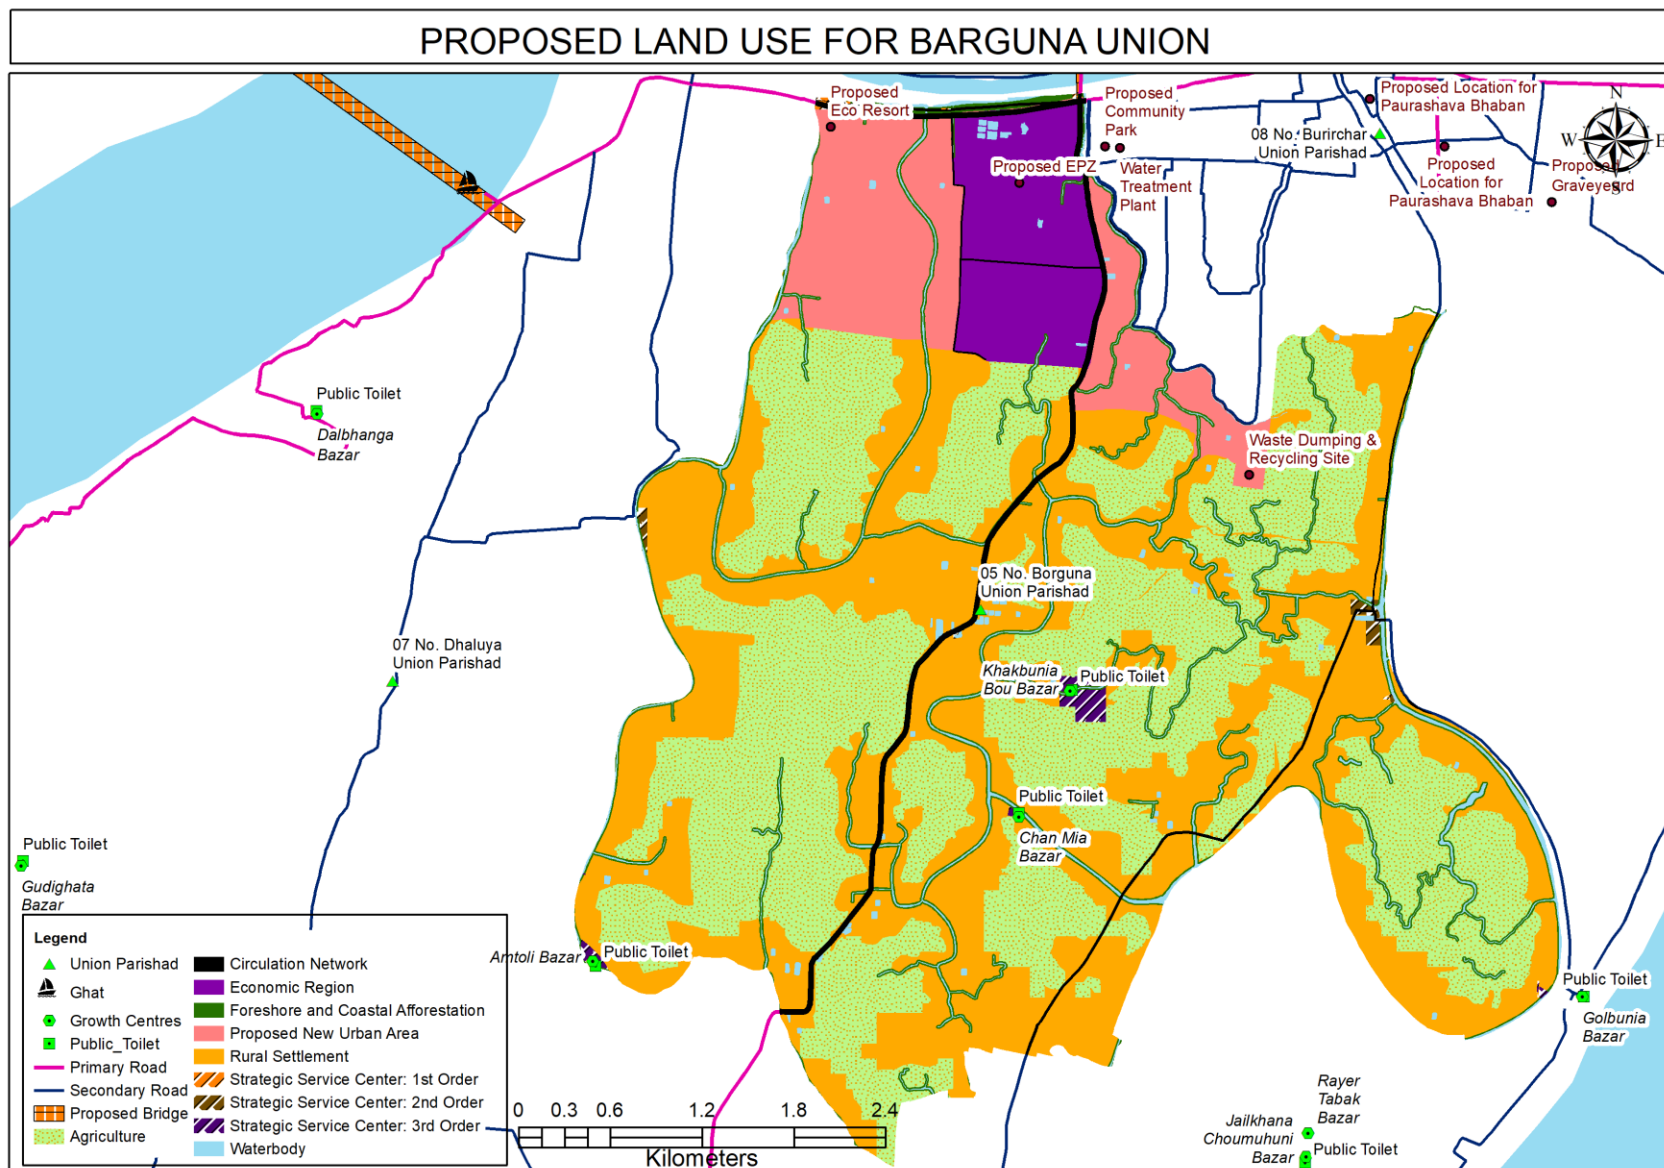 PROPOSED LAND USE FOR BARGUNA UNION
Proposed
Eco Resort
Proposed
Community
Park
Proposed Location for
Paurashava Bhaban
N
W
E
S
08 No. Burirchar
Union Parishad
Proposed EPZ
Water
Treatment
Plant
Proposed
Location for
Paurashava Bhaban
Proposed
Graveyerd
Public Toilet
Dalbhanga
Bazar
Waste Dumping &
Recycling Site
05 No. Borguna
Union Parishad
07 No. Dhaluya
Union Parishad
Khakbunia
Bou Bazar
Public Toilet
Public Toilet
Chan Mia
Bazar
Public Toilet
Gudighata
Bazar
Amtoli Bazar
Public Toilet
Public Toilet
Golbunia
Bazar
Rayer
Tabak
Bazar
Jailkhana
Choumuhuni
Bazar
Public Toilet
Legend
Union Parishad
Ghat
Growth Centres
Public_Toilet
Primary Road
Secondary Road
Proposed Bridge
Agriculture
Circulation Network
Economic Region
Foreshore and Coastal Afforestation
Proposed New Urban Area
Rural Settlement
Strategic Service Center: 1st Order
Strategic Service Center: 2nd Order
Strategic Service Center: 3rd Order
Waterbody
0 0.3 0.6 1.2 1.8 2.4
Kilometers